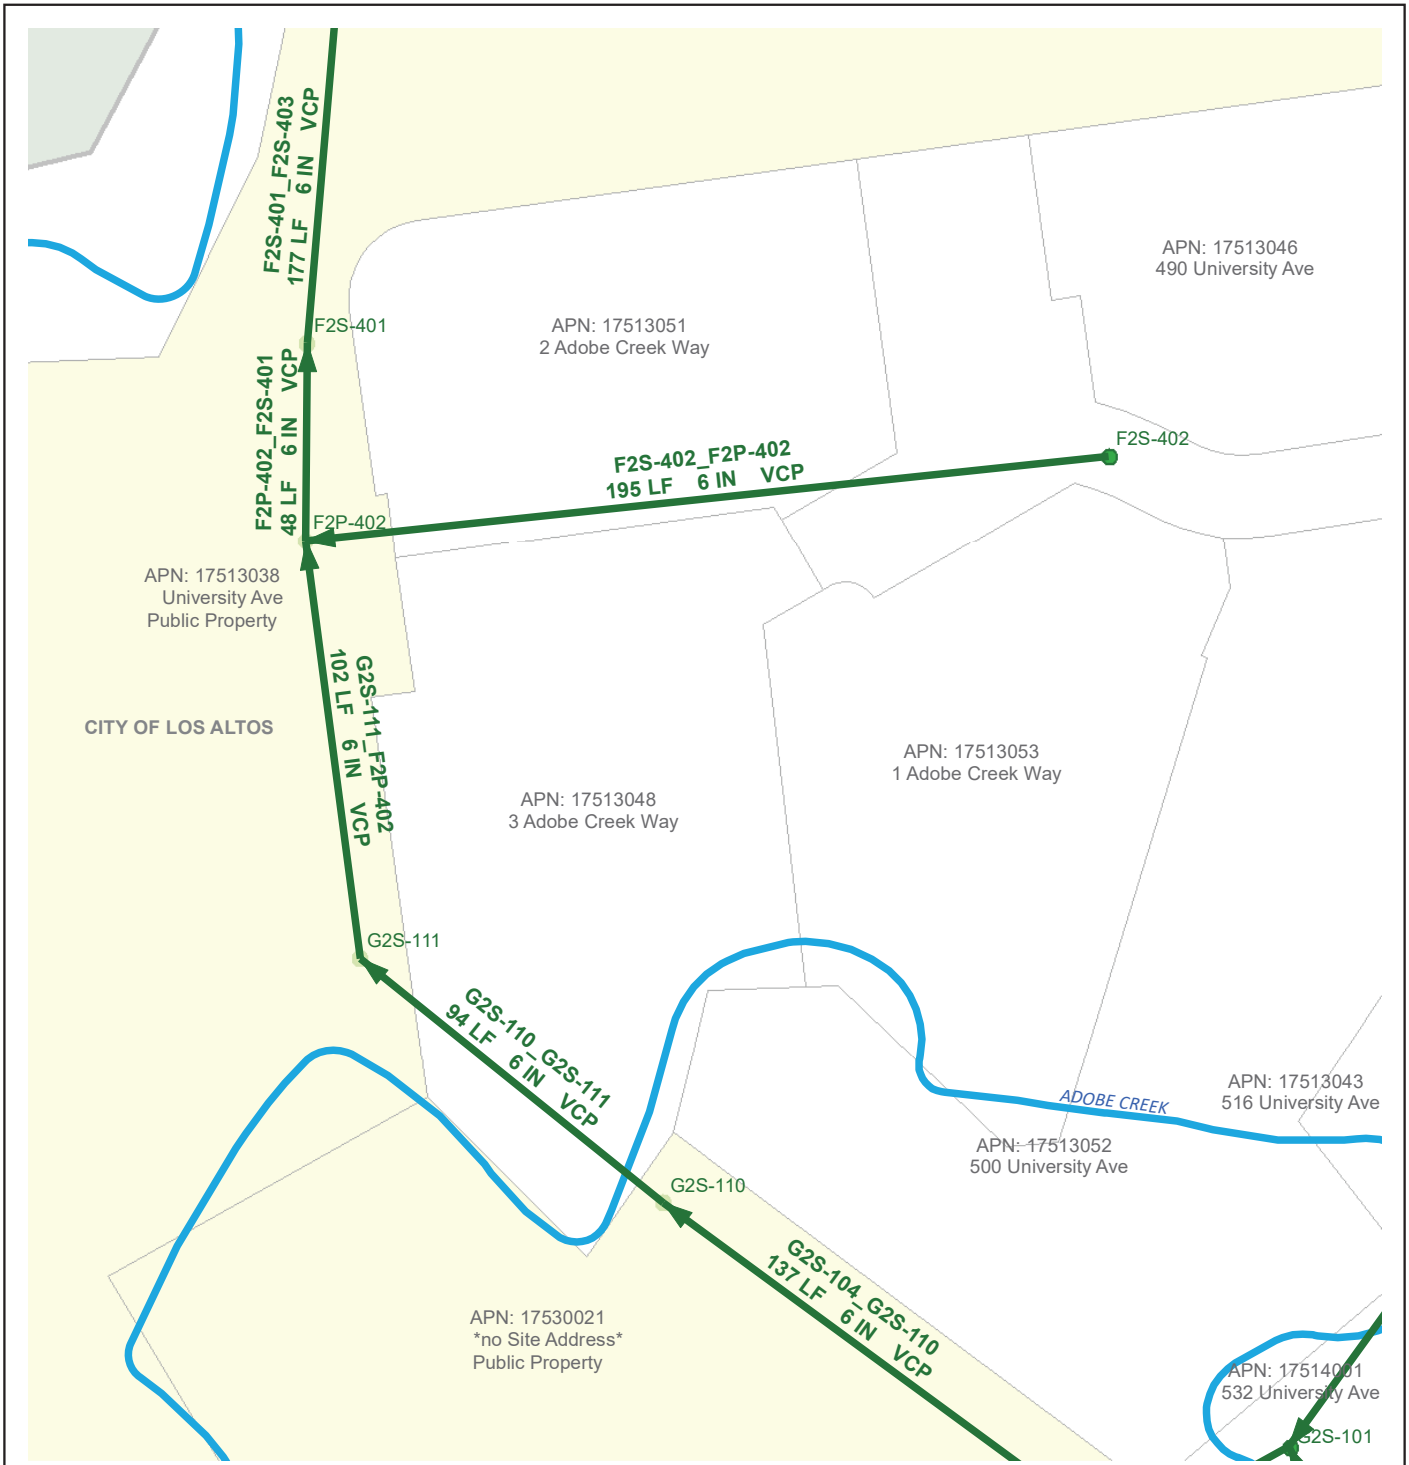 F2S-401_F2S-403
177 LF 6 IN VCP
APN: 17513046
490 University Ave
F2S-401
APN: 17513051
2 Adobe Creek Way
F2P-402_F2S-401
48 LF 6 IN VCP
F2S-402
F2S-402_F2P-402
195 LF 6 IN VCP
F2P-402
APN: 17513038
University Ave
Public Property
G2S-111_F2P-402
102 LF 6 IN VCP
CITY OF LOS ALTOS
APN: 17513053
1 Adobe Creek Way
APN: 17513048
3 Adobe Creek Way
G2S-111
G2S-110_G2S-111
94 LF 6 IN VCP
ADOBE CREEK
APN: 17513043
516 University Ave
APN: 17513052
500 University Ave
G2S-110
G2S-104_G2S-110
137 LF 6 IN VCP
APN: 17530021
*no Site Address*
Public Property
APN: 17514001
532 University Ave
G2S-101